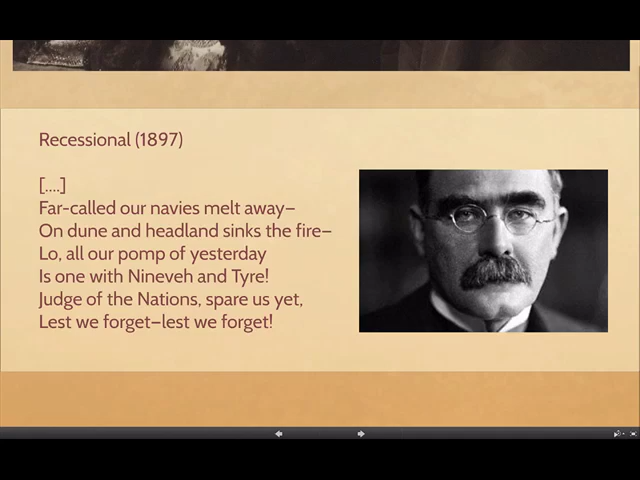 Recessional (1897)
[....]
Far-called our navies melt away–
On dune and headland sinks the fire–
Lo, all our pomp of yesterday
Is one with Nineveh and Tyre!
Judge of the Nations, spare us yet,
Lest we forget–lest we forget!